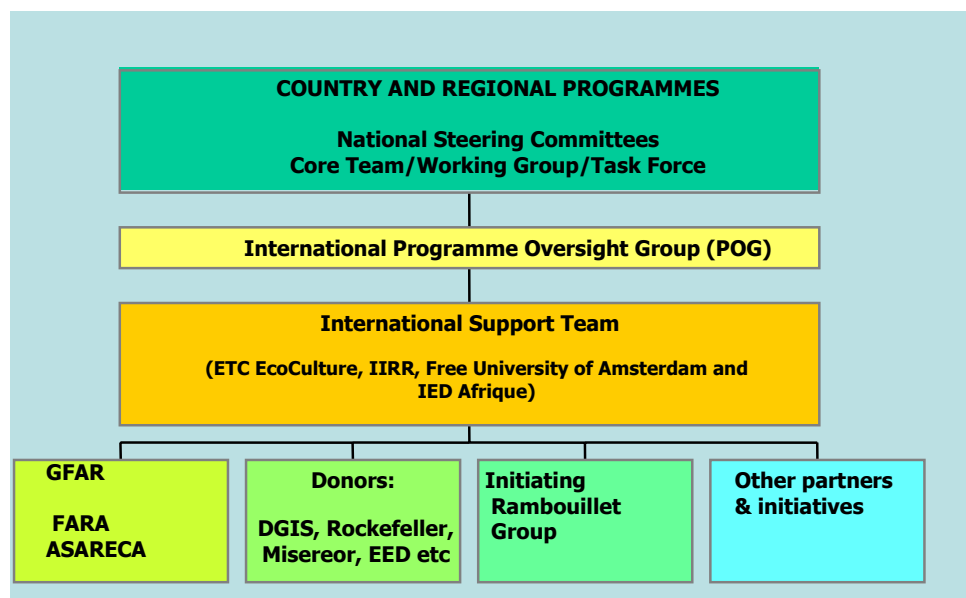 COUNTRY AND REGIONAL PROGRAMMES
National Steering Committees
Core Team/Working Group/Task Force
International Programme Oversight Group (POG)
International Support Team
(ETC EcoCulture, IIRR, Free University of Amsterdam and
IED Afrique)
GFAR
FARA
ASARECA
Donors:
DGIS, Rockefeller,
Misereor, EED etc
Initiating
Rambouillet
Group
Other partners
& initiatives